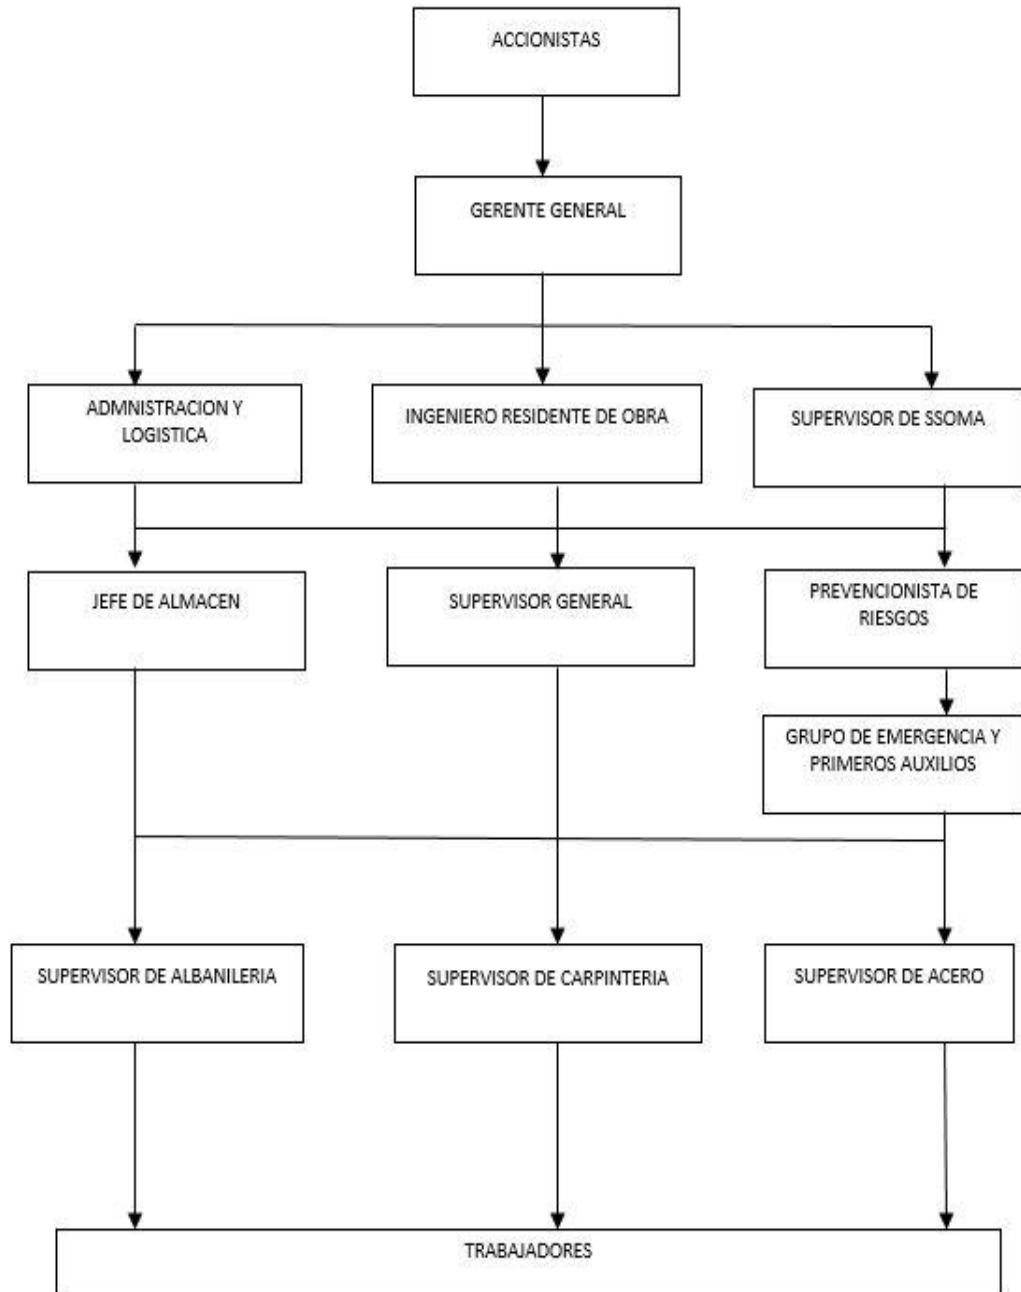 ACCIONISTAS
GERENTE GENERAL
ADMNISTRACION Y
LOGISTICA
INGENIERO RESIDENTE DE OBRA
SUPERVISOR DE SSOMA
JEFE DE ALMACEN
SUPERVISOR GENERAL
PREVENCIONISTA DE
RIESGOS
GRUPO DE EMERGENCIA Y
PRIMEROS AUXILIOS
SUPERVISOR DE ALBANILERIA
SUPERVISOR DE CARPINTERIA
SUPERVISOR DE ACERO
TRABAJADORES